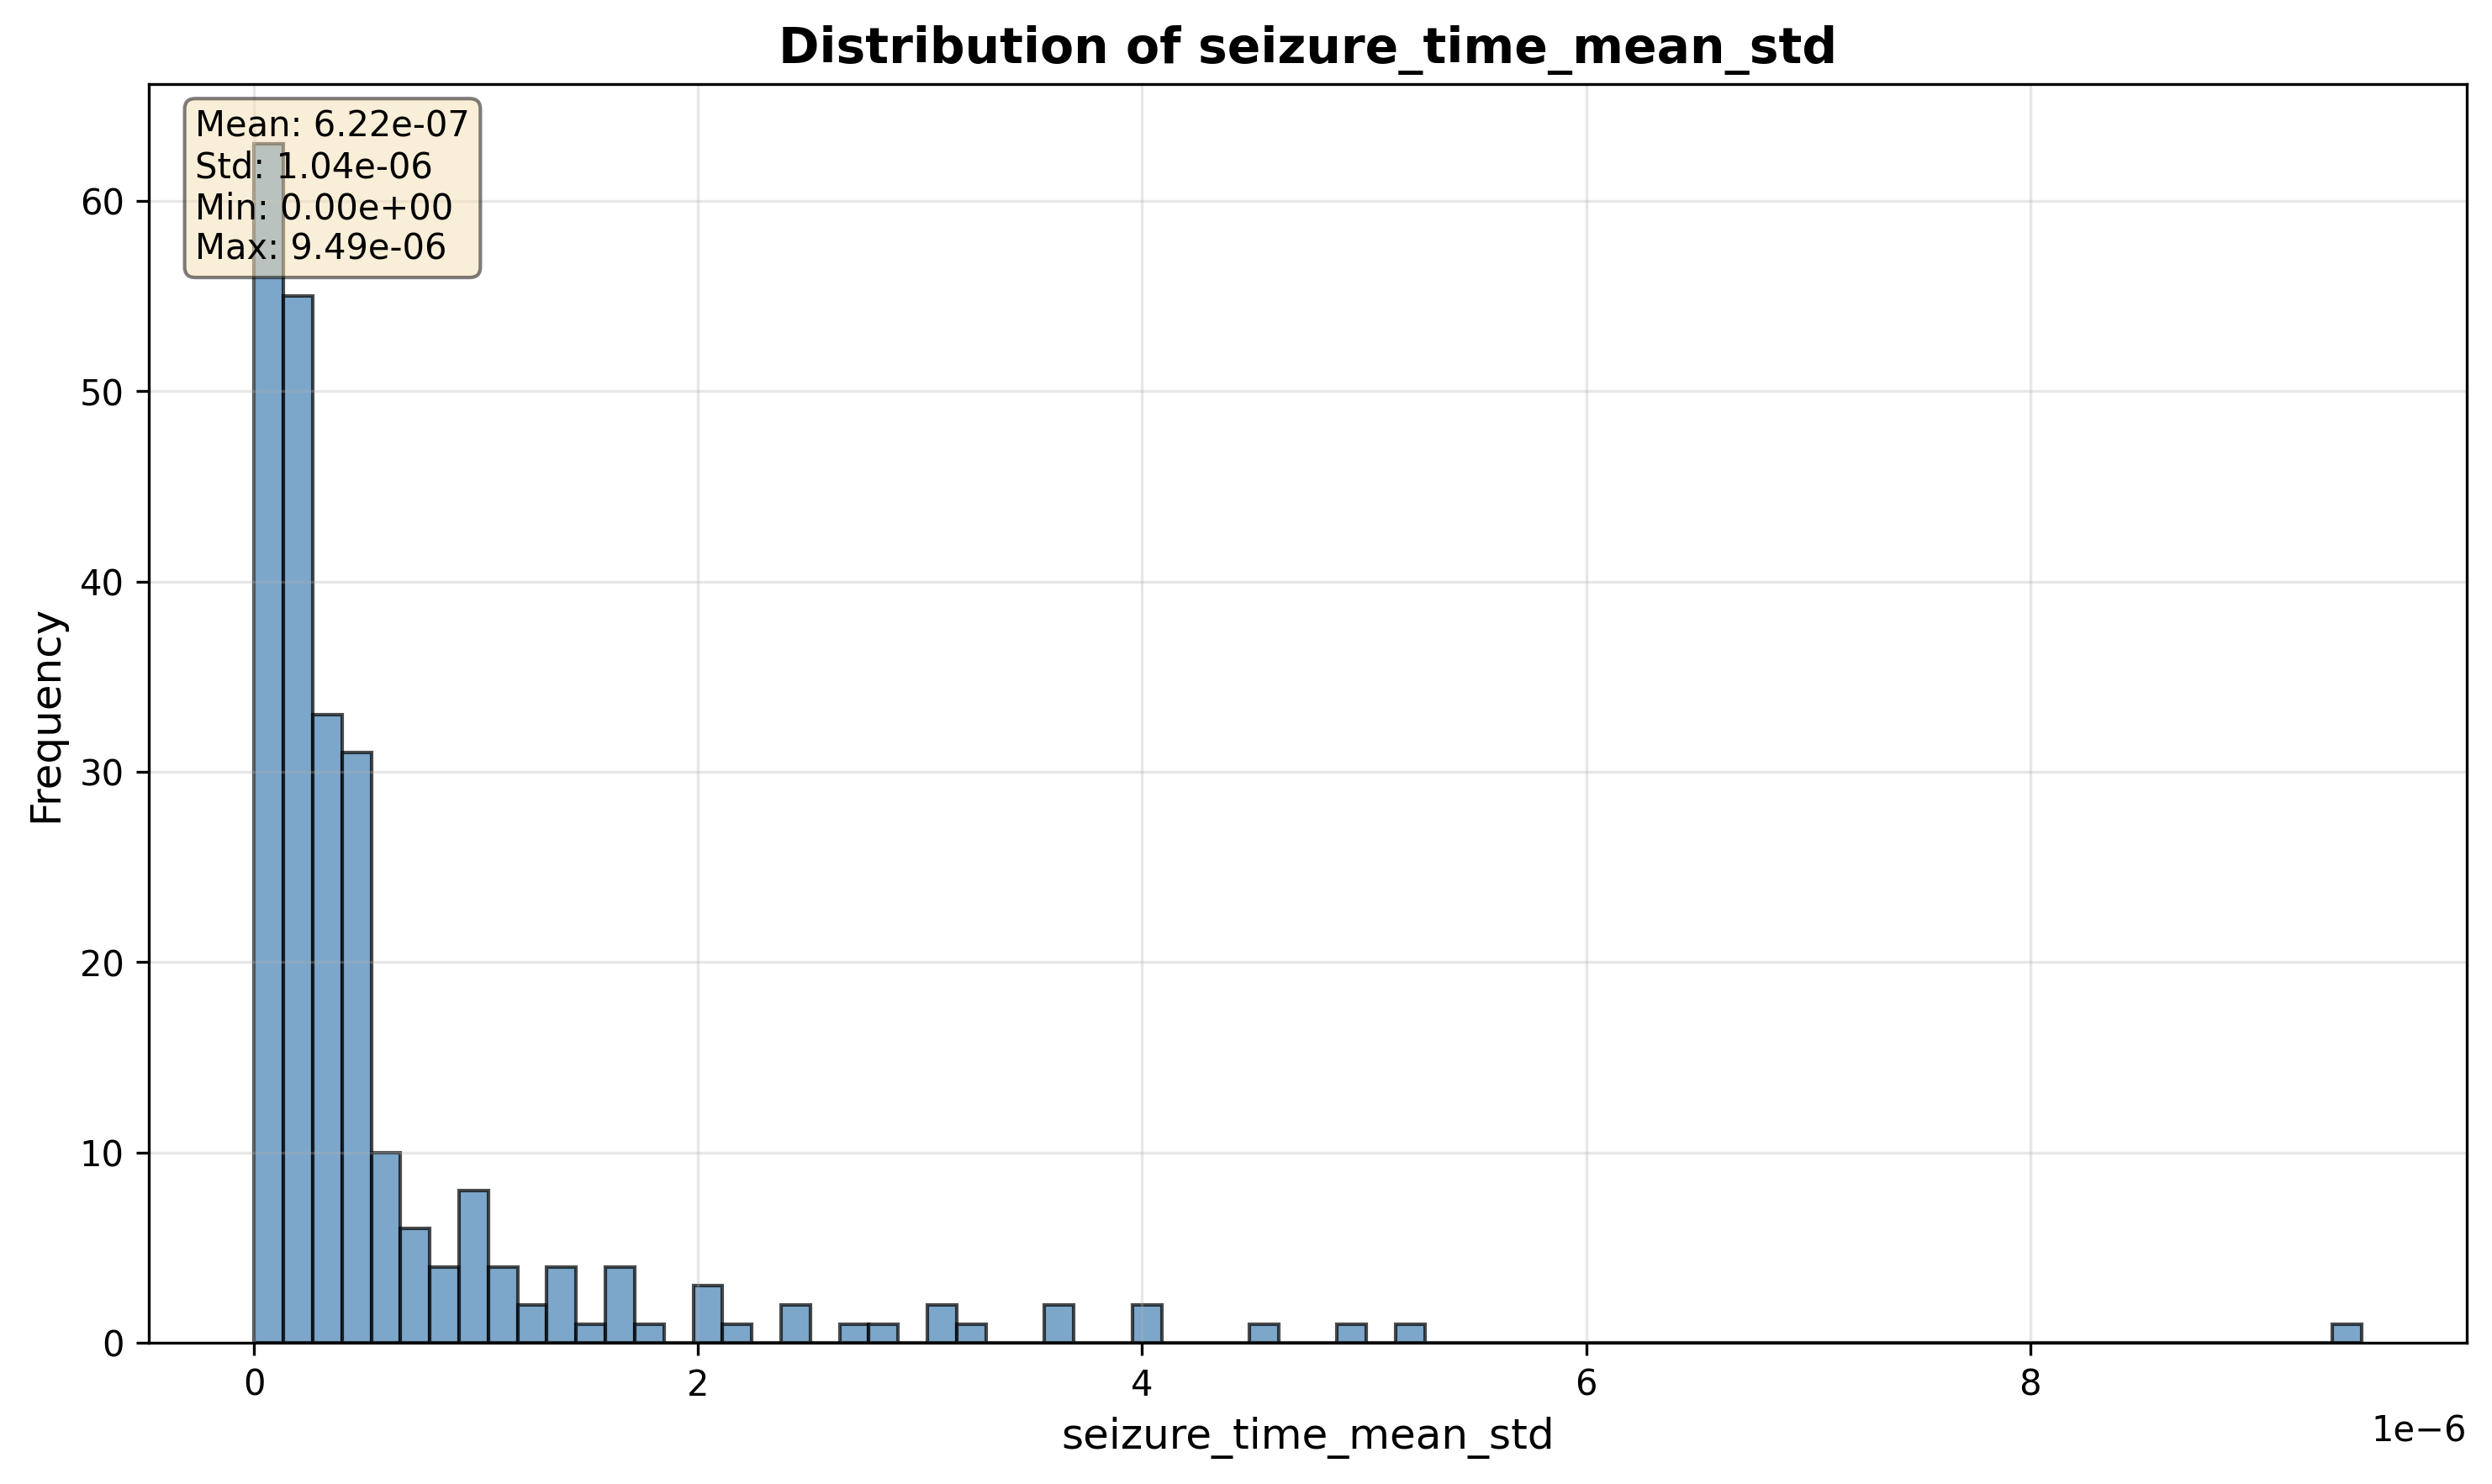 Distribution of seizure_time_mean_std
Mean: 6.22e-07
Std: 1.04e-06
Min: 0.00e+00
Max: 9.49e-06
60
50
40
30
20
10
0
Frequency
0 2 4 6 8
1e−6
seizure_time_mean_std